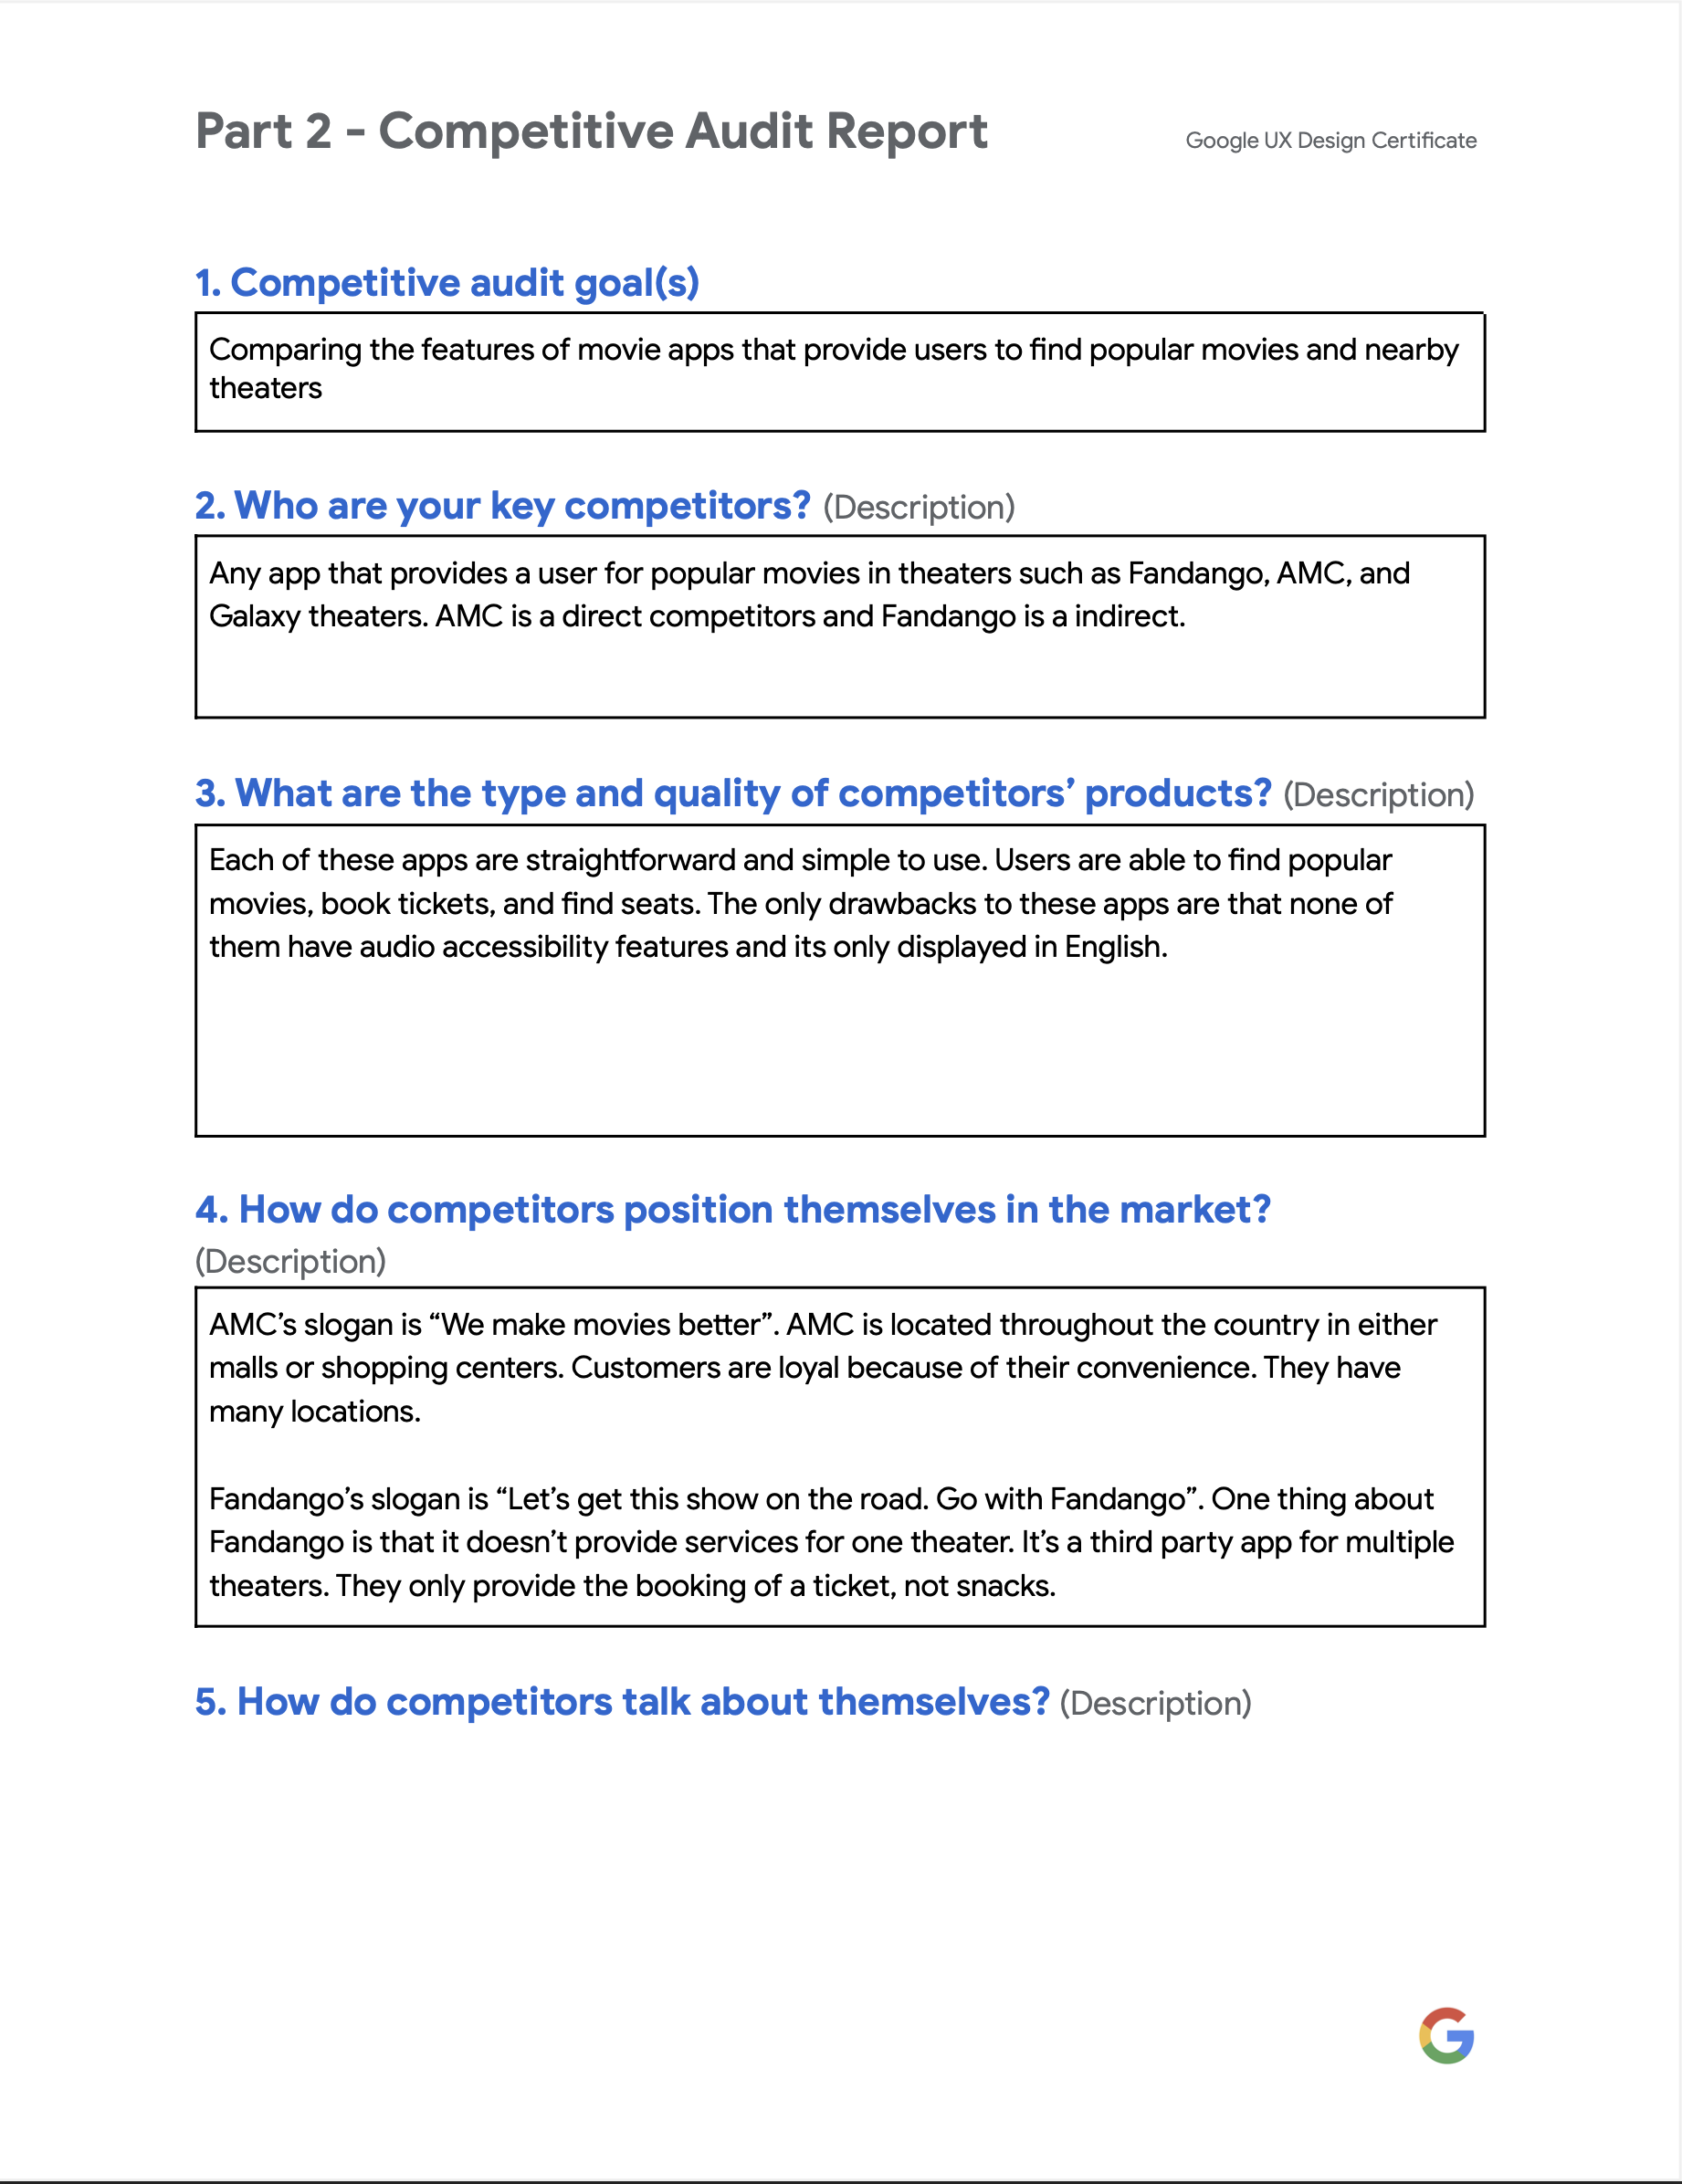 Part 2 - Competitive Audit Report
Google UX Design Certificate
1. Competitive audit goal(s)
Comparing the features of movie apps that provide users to find popular movies and nearby
theaters
2. Who are your key competitors? (Description)
Any app that provides a user for popular movies in theaters such as Fandango, AMC, and
Galaxy theaters. AMC is a direct competitors and Fandango is a indirect.
3. What are the type and quality of competitors’ products? (Description)
Each of these apps are straightforward and simple to use. Users are able to find popular
movies, book tickets, and find seats. The only drawbacks to these apps are that none of
them have audio accessibility features and its only displayed in English.
4. How do competitors position themselves in the market?
(Description)
AMC’s slogan is “We make movies better”. AMC is located throughout the country in either
malls or shopping centers. Customers are loyal because of their convenience. They have
many locations.
Fandango’s slogan is “Let’s get this show on the road. Go with Fandango”. One thing about
Fandango is that it doesn’t provide services for one theater. It’s a third party app for multiple
theaters. They only provide the booking of a ticket, not snacks.
5. How do competitors talk about themselves? (Description)
G